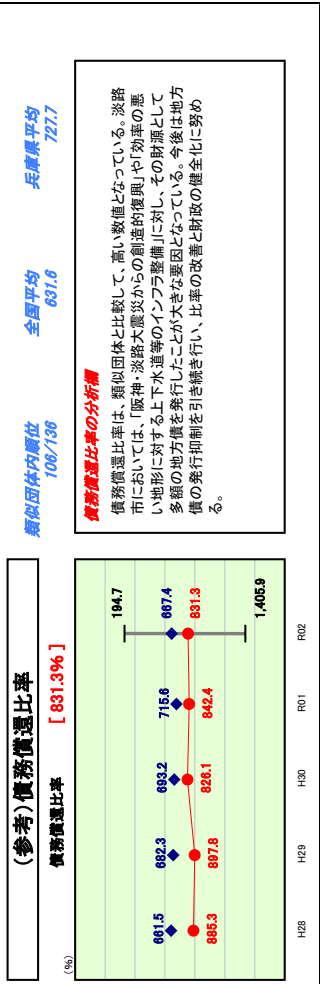 (参考)債務償還比率
債務償還比率 [ 831.3% ]
(%)
194.7
661.5 682.3 693.2 715.6 667.4
885.3 897.8 826.1 842.4 831.3
1,405.9
H28 H29 H30 R01 R02
類似団体内順位 全国平均 兵庫県平均
106/136 631.6 727.7
債務償還比率の分析欄
債務償還比率は、類似団体と比較して、高い数値となっている。淡路
市においては、「阪神・淡路大震災からの創造的復興」や「効率の悪
い地形に対する上下水道等のインフラ整備」に対し、その財源として
多額の地方債を発行したことが大きな要因となっている。今後は地方
債の発行抑制を引き続き行い、比率の改善と財政の健全化に努め
る。